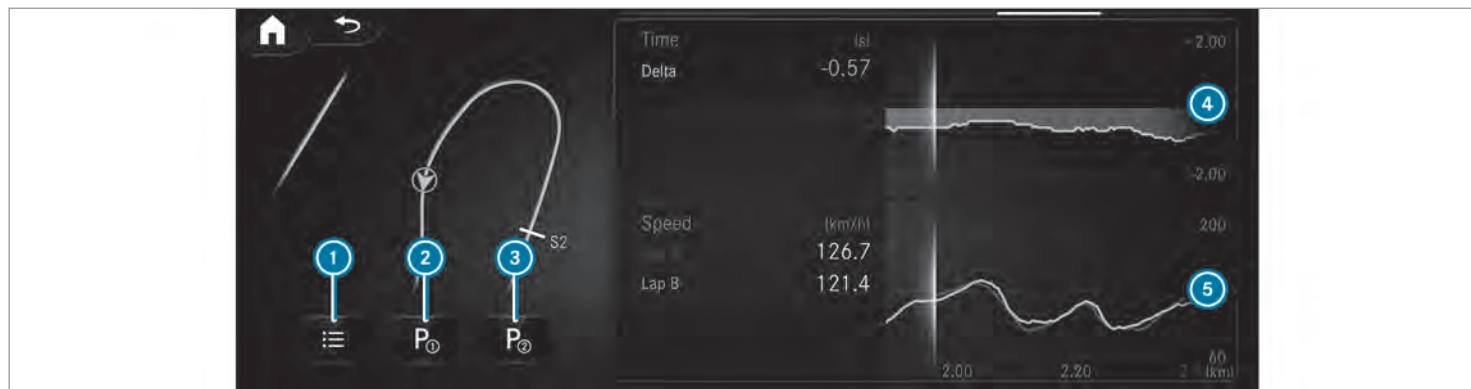 Time (s) +2.00
Delta -0.57
4
-2.00
S2
Speed (km/h) 200
126.7
1 2 3
Lap B 121.4
5
P①
P②
60
2.00 2.20 (km)